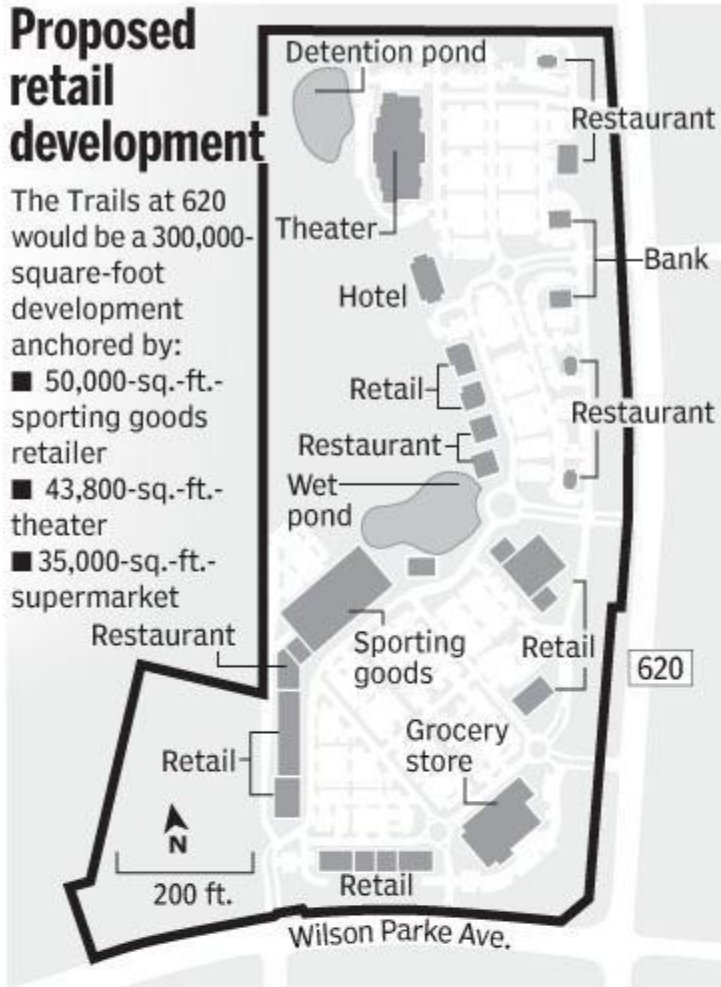 Proposed
retail
development
The Trails at 620
would be a 300,000-
square-foot
development
anchored by:
■ 50,000-sq.-ft.-
sporting goods
retailer
■ 43,800-sq.-ft.-
theater
■ 35,000-sq.-ft.-
supermarket
Detention pond
Restaurant
Theater
Bank
Hotel
Retail
Restaurant
Restaurant
Wet
pond
Restaurant
Sporting
goods
Retail
620
Grocery
store
Retail
N
200 ft.
Retail
Wilson Parke Ave.